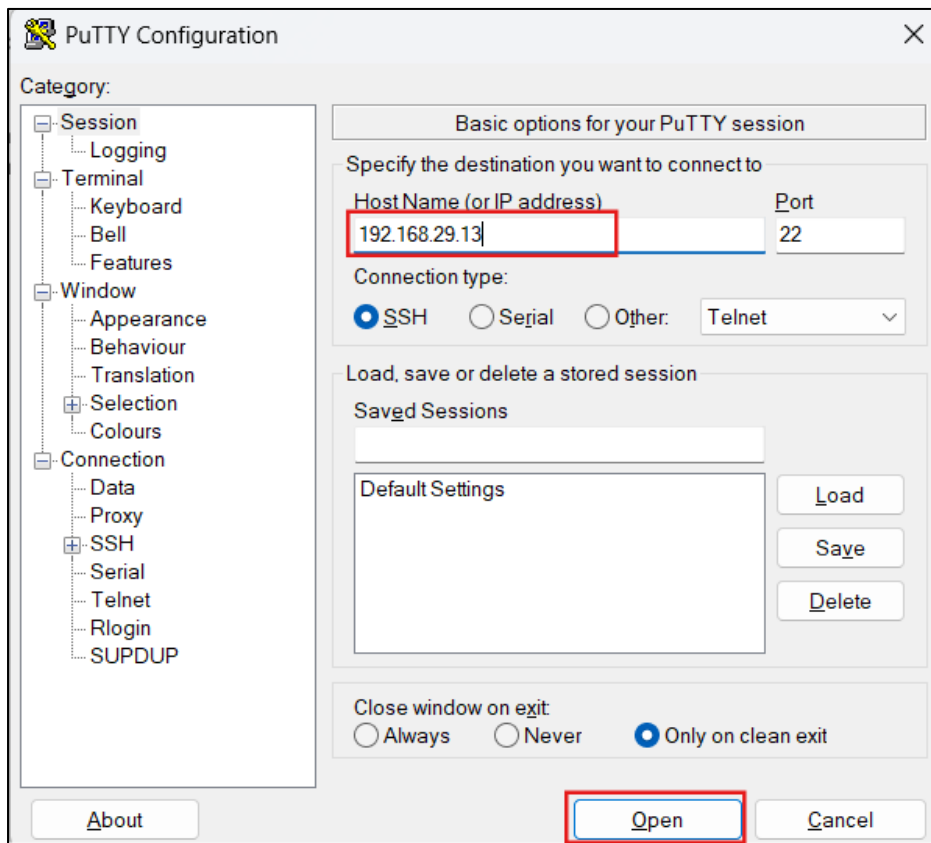 PuTTY Configuration
Category:
Session
Logging
Terminal
Keyboard
Bell
Features
Window
Appearance
Behaviour
Translation
Selection
Colours
Connection
Data
Proxy
SSH
Serial
Telnet
Rlogin
SUPDUP
Basic options for your PuTTY session
Specify the destination you want to connect to
Host Name (or IP address) Port
192.168.29.13 22
Connection type:
SSH Serial Other: Telnet
Load, save or delete a stored session
Saved Sessions
Default Settings
Load
Save
Delete
Close window on exit:
Always Never Only on clean exit
About Open Cancel